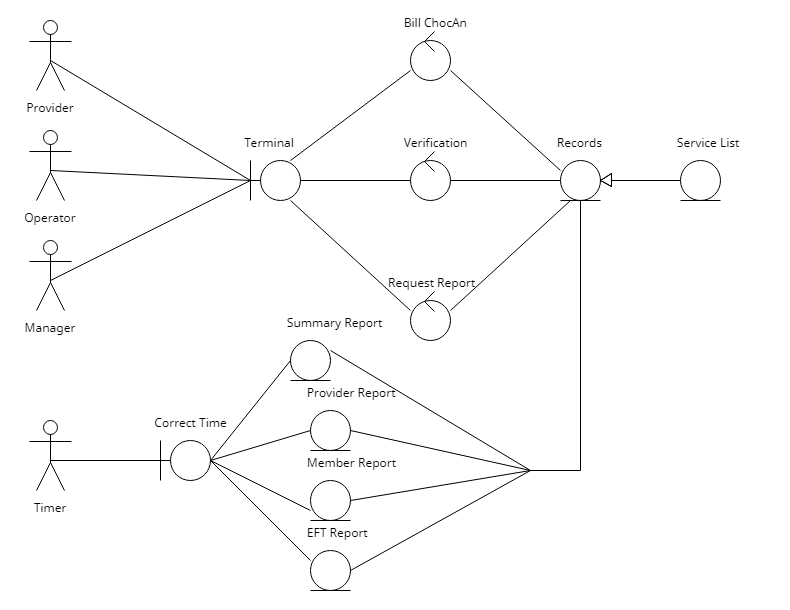 Bill ChocAn
Provider
Terminal
Verification
Records
Service List
Operator
Request Report
Manager
Summary Report
Provider Report
Correct Time
Member Report
Timer
EFT Report